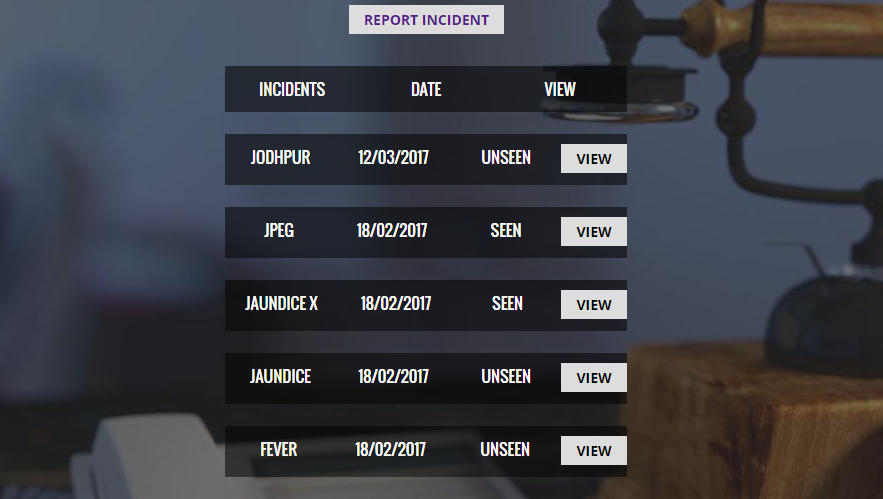 REPORT INCIDENT
INCIDENTS DATE VIEW
JODHPUR 12/03/2017 UNSEEN VIEW
JPEG 18/02/2017 SEEN VIEW
JAUNDICE X 18/02/2017 SEEN VIEW
JAUNDICE 18/02/2017 UNSEEN VIEW
FEVER 18/02/2017 UNSEEN VIEW